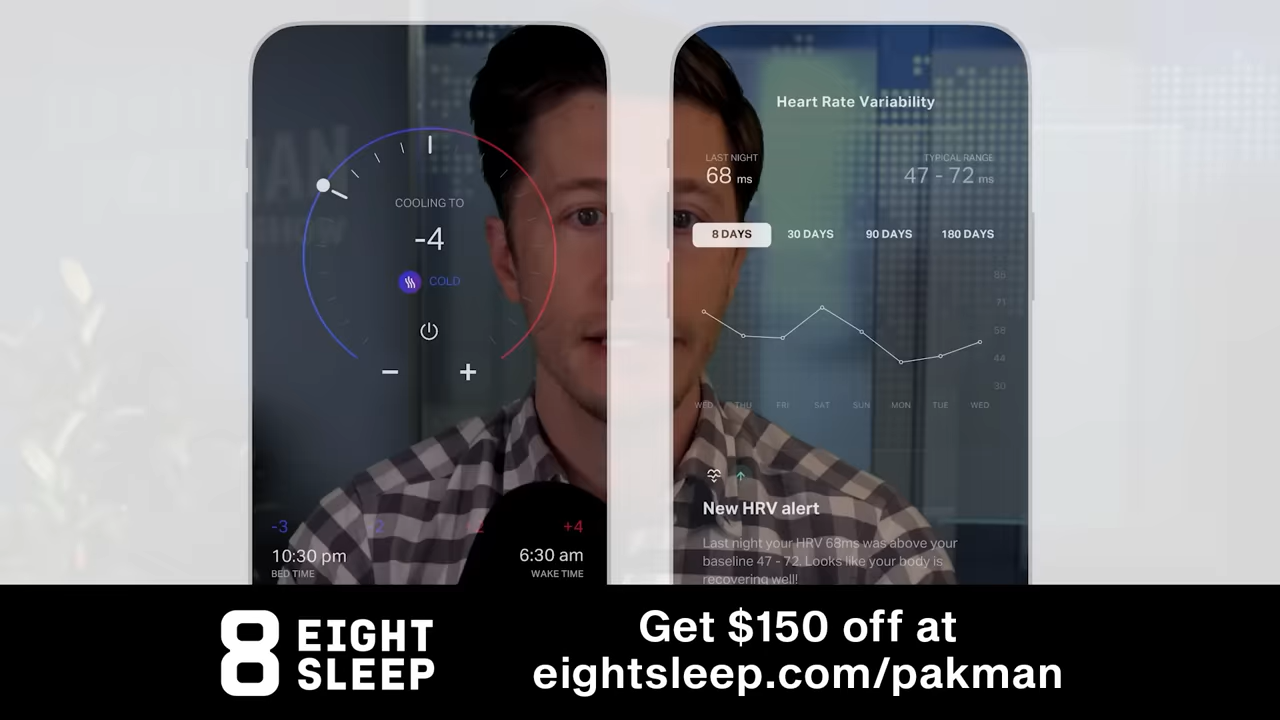 COOLING TO
-4
COLD
-3
2
+4
10:30 pm
6:30 am
BED TIME
WAKE TIME
Heart Rate Variability
LAST NIGHT
TYPICAL RANGE
68 ms
47 - 72 ms
8 DAYS
30 DAYS
90 DAYS
180 DAYS
85
71
58
44
30
WED THU FRI SAT SUN MON TUE WED
New HRV alert
Last night your HRV 68ms was above your
baseline 47 - 72. Looks like your body is
recovering well!
8 EIGHT
SLEEP
Get $150 off at
eightsleep.com/pakman